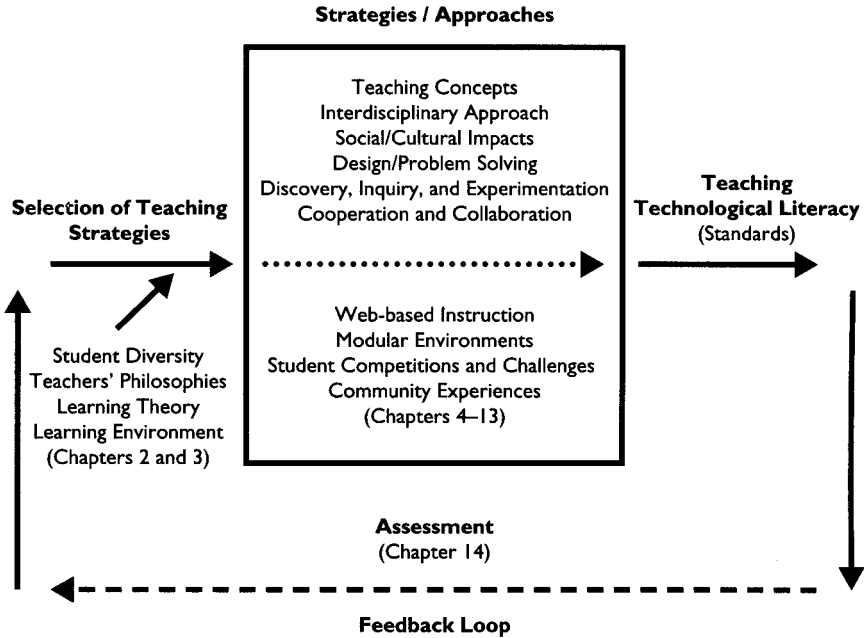 Strategies / Approaches
Teaching Concepts
Interdisciplinary Approach
Social/Cultural Impacts
Design/Problem Solving
Discovery, Inquiry, and Experimentation
Cooperation and Collaboration
Selection of Teaching
Strategies
Teaching
Technological Literacy
(Standards)
Student Diversity
Teachers' Philosophies
Learning Theory
Learning Environment
(Chapters 2 and 3)
Web-based Instruction
Modular Environments
Student Competitions and Challenges
Community Experiences
(Chapters 4–13)
Assessment
(Chapter 14)
Feedback Loop